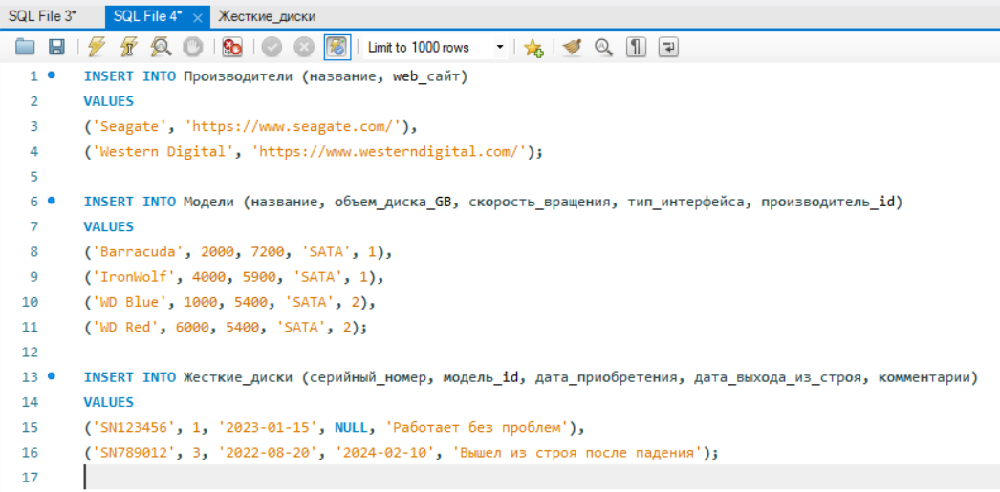 SQL File 3* SQL File 4* Жесткие_диски
Limit to 1000 rows
1 INSERT INTO Производители (название, web_сайт)
2 VALUES
3 ('Seagate', 'https://www.seagate.com/'),
4 ('Western Digital', 'https://www.westerndigital.com/');
5
6 INSERT INTO Модели (название, объем_диска_GB, скорость_вращения, тип_интерфейса, производитель_id)
7 VALUES
8 ('Barracuda', 2000, 7200, 'SATA', 1),
9 ('IronWolf', 4000, 5900, 'SATA', 1),
10 ('WD Blue', 1000, 5400, 'SATA', 2),
11 ('WD Red', 6000, 5400, 'SATA', 2);
12
13 INSERT INTO Жесткие_диски (серийный_номер, модель_id, дата_приобретения, дата_выхода_из_строя, комментарии)
14 VALUES
15 ('SN123456', 1, '2023-01-15', NULL, 'Работает без проблем'),
16 ('SN789012', 3, '2022-08-20', '2024-02-10', 'Вышел из строя после падения');
17